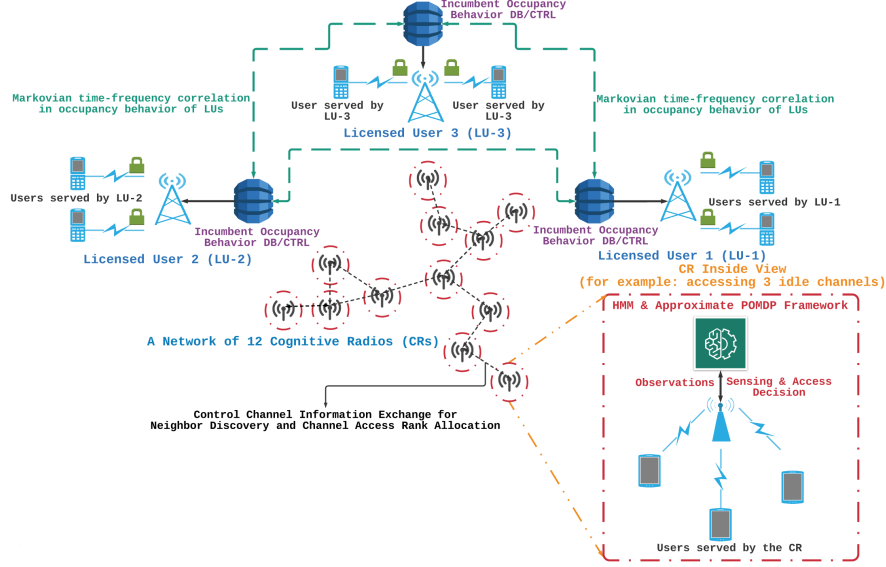 Incumbent Occupancy
Behavior DB/CTRL
User served by
LU-3
User served by
LU-3
Licensed User 3 (LU-3)
Markovian time-frequency correlation
in occupancy behavior of LUs
Markovian time-frequency correlation
in occupancy behavior of LUs
Users served by LU-2
Incumbent Occupancy
Behavior DB/CTRL
Licensed User 2 (LU-2)
Users served by LU-1
Incumbent Occupancy
Behavior DB/CTRL
Licensed User 1 (LU-1)
CR Inside View
(for example: accessing 3 idle channels)
HMM & Approximate POMDP Framework
A Network of 12 Cognitive Radios (CRs)
Observations
Sensing & Access
Decision
Control Channel Information Exchange for
Neighbor Discovery and Channel Access Rank Allocation
Users served by the CR